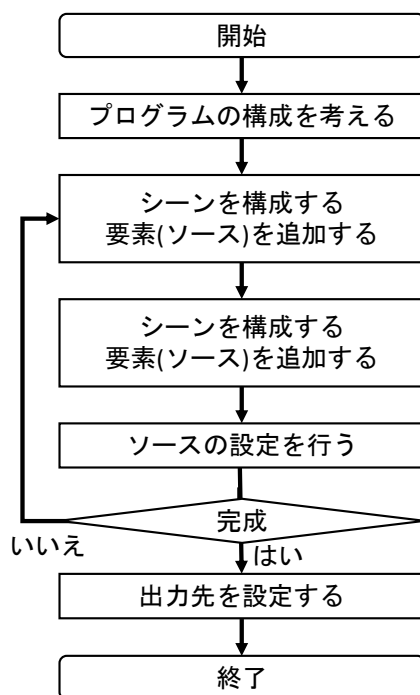 開始
プログラムの構成を考える
シーンを構成する
要素(ソース)を追加する
シーンを構成する
要素(ソース)を追加する
ソースの設定を行う
完成
いいえ
はい
出力先を設定する
終了